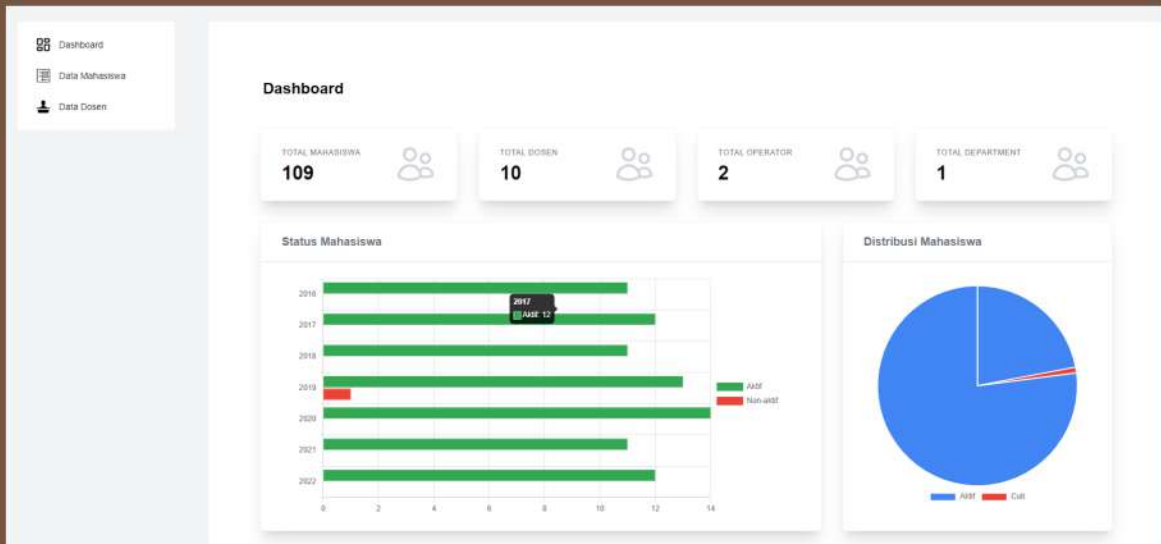 Dashboard
Data Mahasiswa
Data Dosen
Dashboard
TOTAL MAHASISWA
109
TOTAL DOSEN
10
TOTAL OPERATOR
2
TOTAL DEPARTMENT
1
Status Mahasiswa
2016
2017
2018
2019
2020
2021
2022
2017
Aktif: 12
0 2 4 6 8 10 12 14
Aktif
Non-aktif
Distribusi Mahasiswa
Aktif Cuti